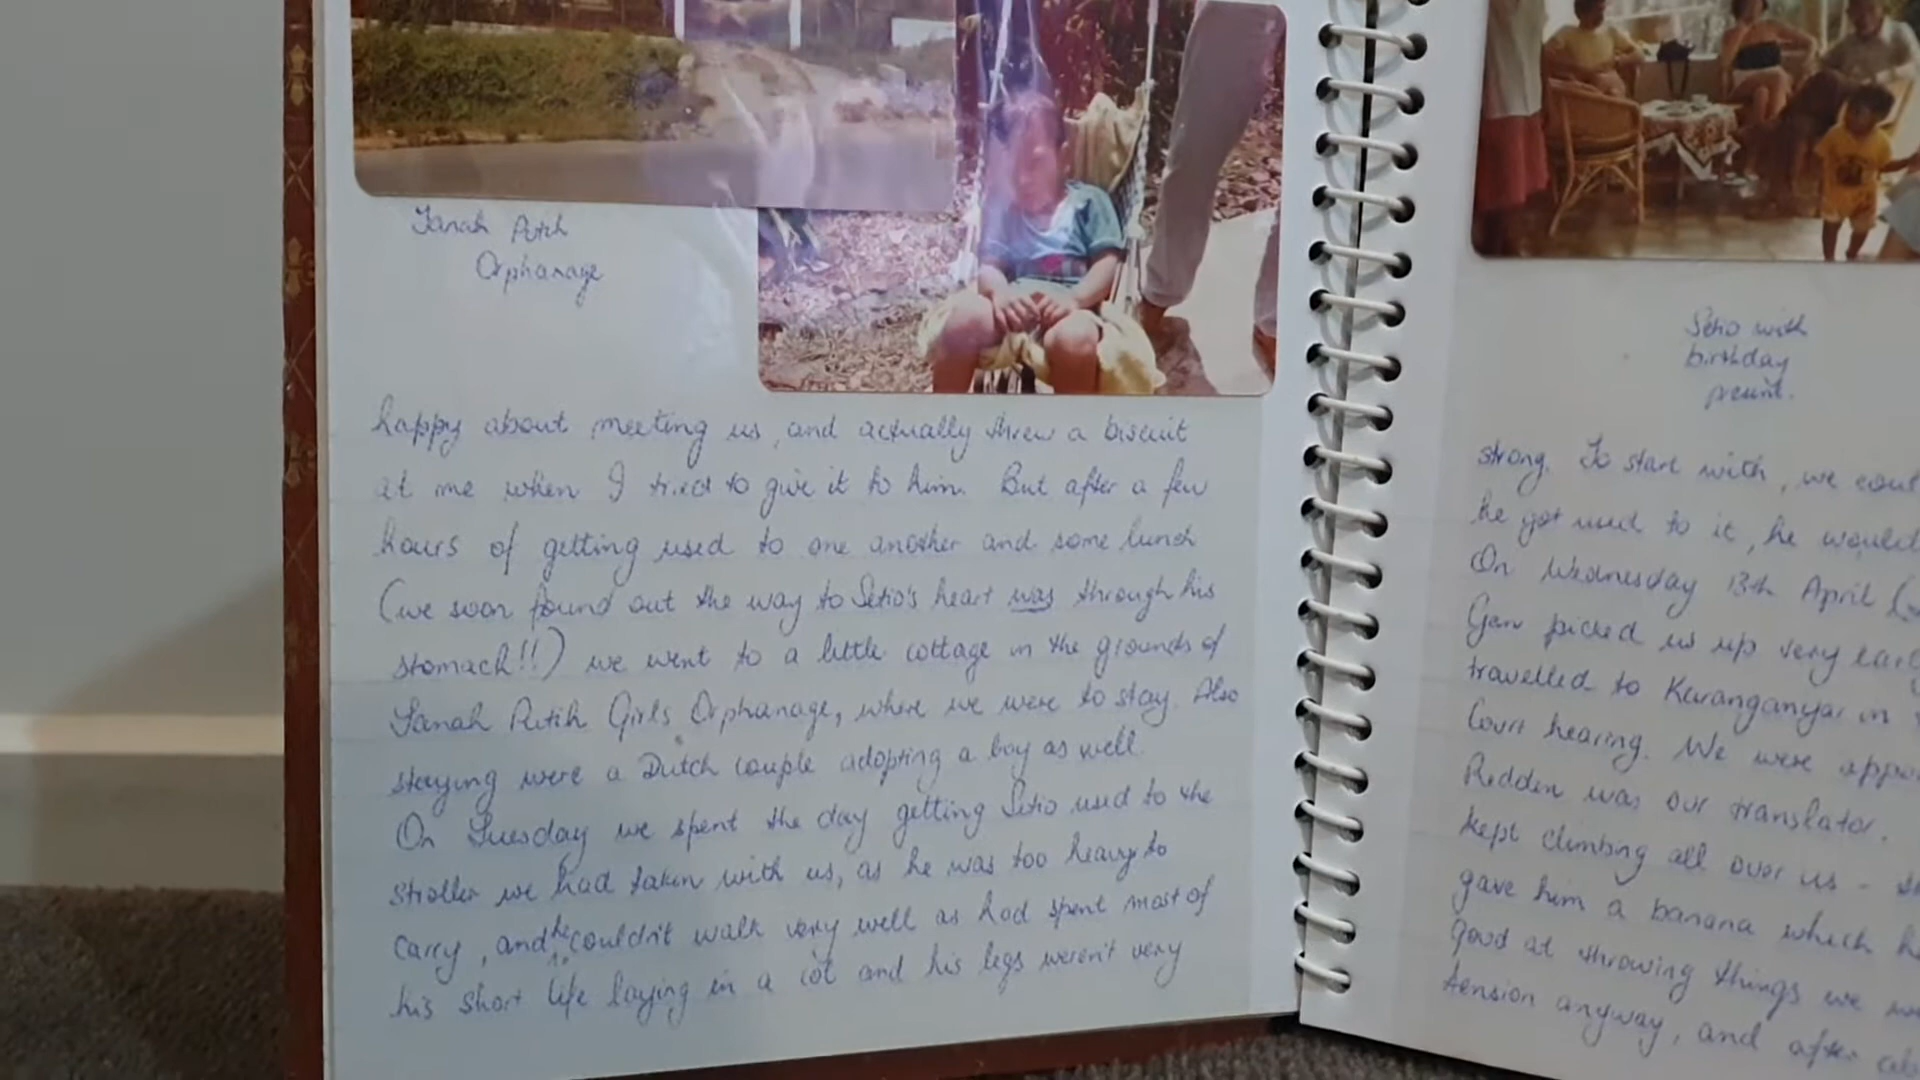 Tanah Putih
Orphanage
happy about meeting us, and actually threw a biscuit
at me when I tried to give it to him. But after a few
hours of getting used to one another and some lunch
(we soon found out the way to Setio's heart was through his
stomach!!) we went to a little cottage in the grounds of
Tanah Putih Girls Orphanage, where we were to stay. Also
staying were a Dutch couple adopting a boy as well.
On Tuesday we spent the day getting Setio used to the
stroller we had taken with us, as he was too heavy to
carry, and he couldn't walk very well as had spent most of
his short life laying in a cot and his legs weren't very
Setio with
birthday
present.
strong. To start with, we
he got used to it, he would
On Wednesday 13th April
Gan picked us up very
travelled to Karanganyar in
Court hearing. We were
Redden was our translator.
kept climbing all over us -
gave him a banana which
good at throwing things we
tension anyway, and after